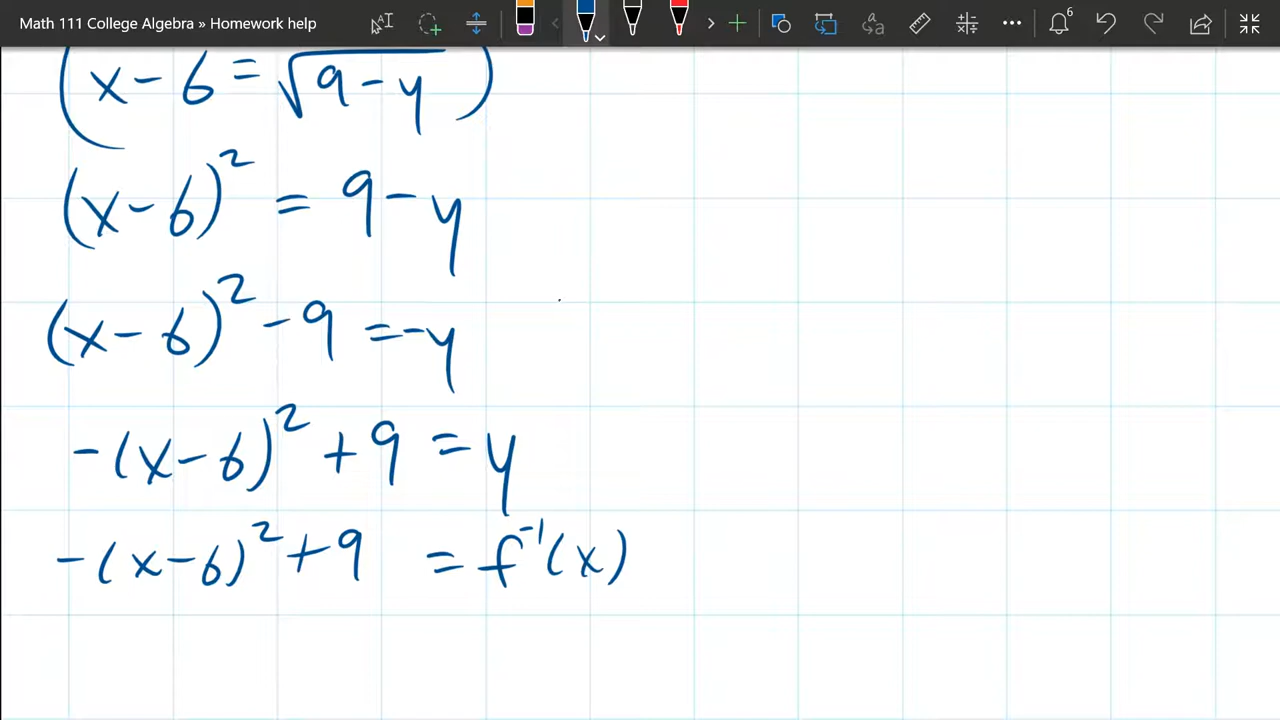 Math 111 College Algebra » Homework help
6
(x - 6 = √9 - y)
(x - 6)² = 9 - y
(x - 6)² - 9 = -y
-(x - 6)² + 9 = y
-(x - 6)² + 9 = f⁻¹(x)